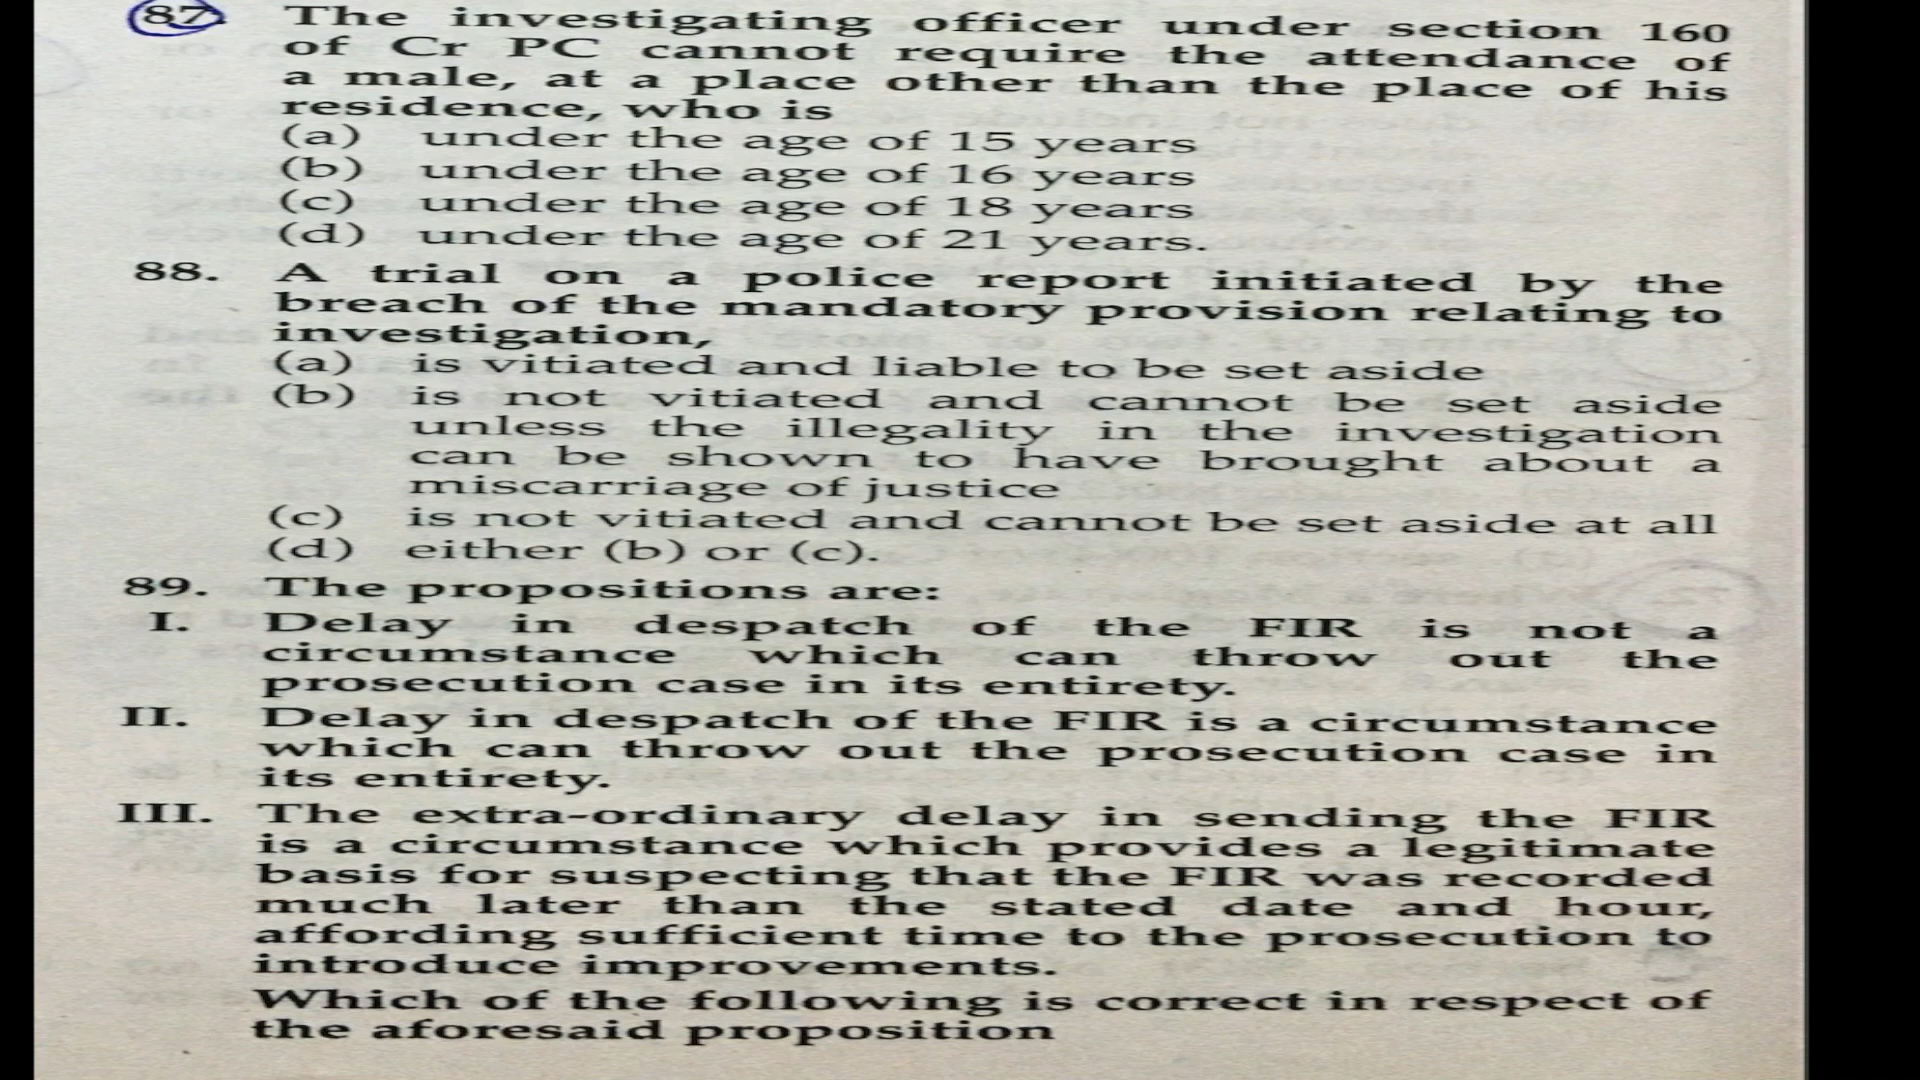 87. The investigating officer under section 160
of Cr PC cannot require the attendance of
a male, at a place other than the place of his
residence, who is
(a) under the age of 15 years
(b) under the age of 16 years
(c) under the age of 18 years
(d) under the age of 21 years.
88. A trial on a police report initiated by the
breach of the mandatory provision relating to
investigation,
(a) is vitiated and liable to be set aside
(b) is not vitiated and cannot be set aside
unless the illegality in the investigation
can be shown to have brought about a
miscarriage of justice
(c) is not vitiated and cannot be set aside at all
(d) either (b) or (c).
89. The propositions are:
I. Delay in despatch of the FIR is not a
circumstance which can throw out the
prosecution case in its entirety.
II. Delay in despatch of the FIR is a circumstance
which can throw out the prosecution case in
its entirety.
III. The extra-ordinary delay in sending the FIR
is a circumstance which provides a legitimate
basis for suspecting that the FIR was recorded
much later than the stated date and hour,
affording sufficient time to the prosecution to
introduce improvements.
Which of the following is correct in respect of
the aforesaid proposition